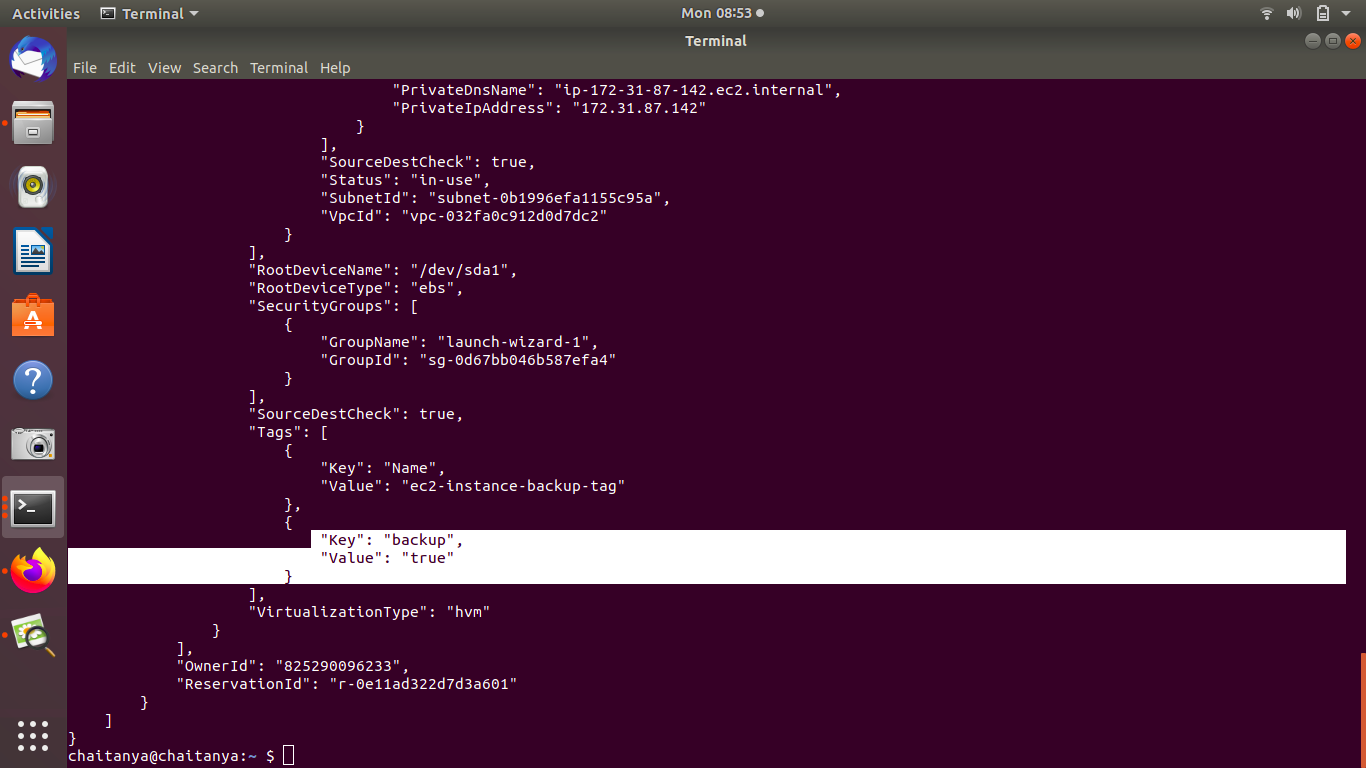 Activities Terminal Mon 08:53
Terminal
File Edit View Search Terminal Help
"PrivateDnsName": "ip-172-31-87-142.ec2.internal",
"PrivateIpAddress": "172.31.87.142"
}
],
"SourceDestCheck": true,
"Status": "in-use",
"SubnetId": "subnet-0b1996efa1155c95a",
"VpcId": "vpc-032fa0c912d0d7dc2"
}
],
"RootDeviceName": "/dev/sda1",
"RootDeviceType": "ebs",
"SecurityGroups": [
{
"GroupName": "launch-wizard-1",
"GroupId": "sg-0d67bb046b587efa4"
}
],
"SourceDestCheck": true,
"Tags": [
{
"Key": "Name",
"Value": "ec2-instance-backup-tag"
},
{
"Key": "backup",
"Value": "true"
}
],
"VirtualizationType": "hvm"
}
],
"OwnerId": "825290096233",
"ReservationId": "r-0e11ad322d7d3a601"
}
]
}
chaitanya@chaitanya:~ $